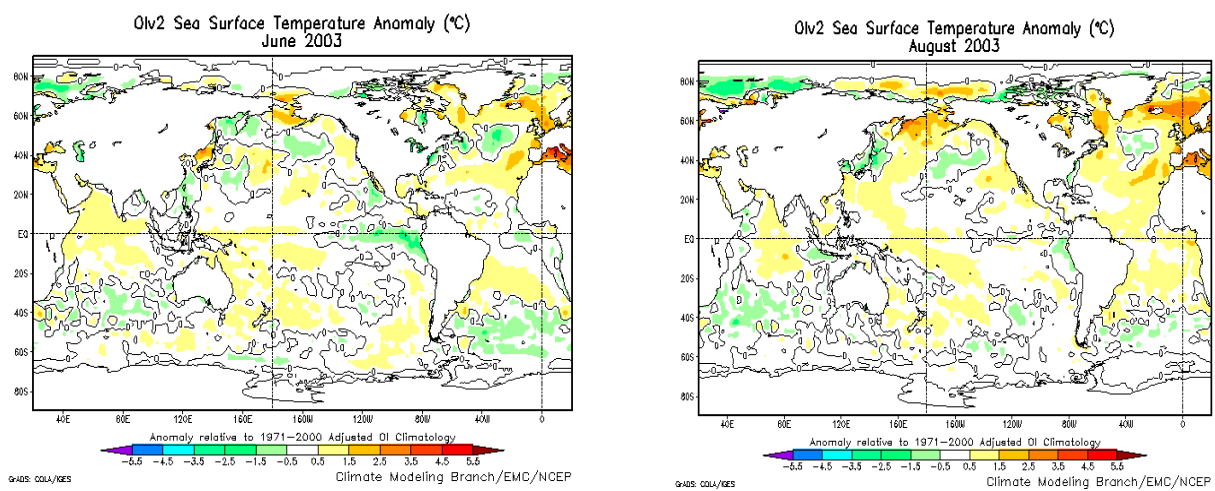 OIv2 Sea Surface Temperature Anomaly (°C)
June 2003
80N
60N
40N
20N
EQ
20S
40S
60S
80S
40E 80E 120E 160E 160W 120W 80W 40W 0
Anomaly relative to 1971-2000 Adjusted OI Climatology
-5.5 -4.5 -3.5 -2.5 -1.5 -0.5 0.5 1.5 2.5 3.5 4.5 5.5
Climate Modeling Branch/EMC/NCEP
GrADS: COLA/IGES
OIv2 Sea Surface Temperature Anomaly (°C)
August 2003
80N
60N
40N
20N
EQ
20S
40S
60S
80S
40E 80E 120E 160E 160W 120W 80W 40W 0
Anomaly relative to 1971-2000 Adjusted OI Climatology
-5.5 -4.5 -3.5 -2.5 -1.5 -0.5 0.5 1.5 2.5 3.5 4.5 5.5
Climate Modeling Branch/EMC/NCEP
GrADS: COLA/IGES